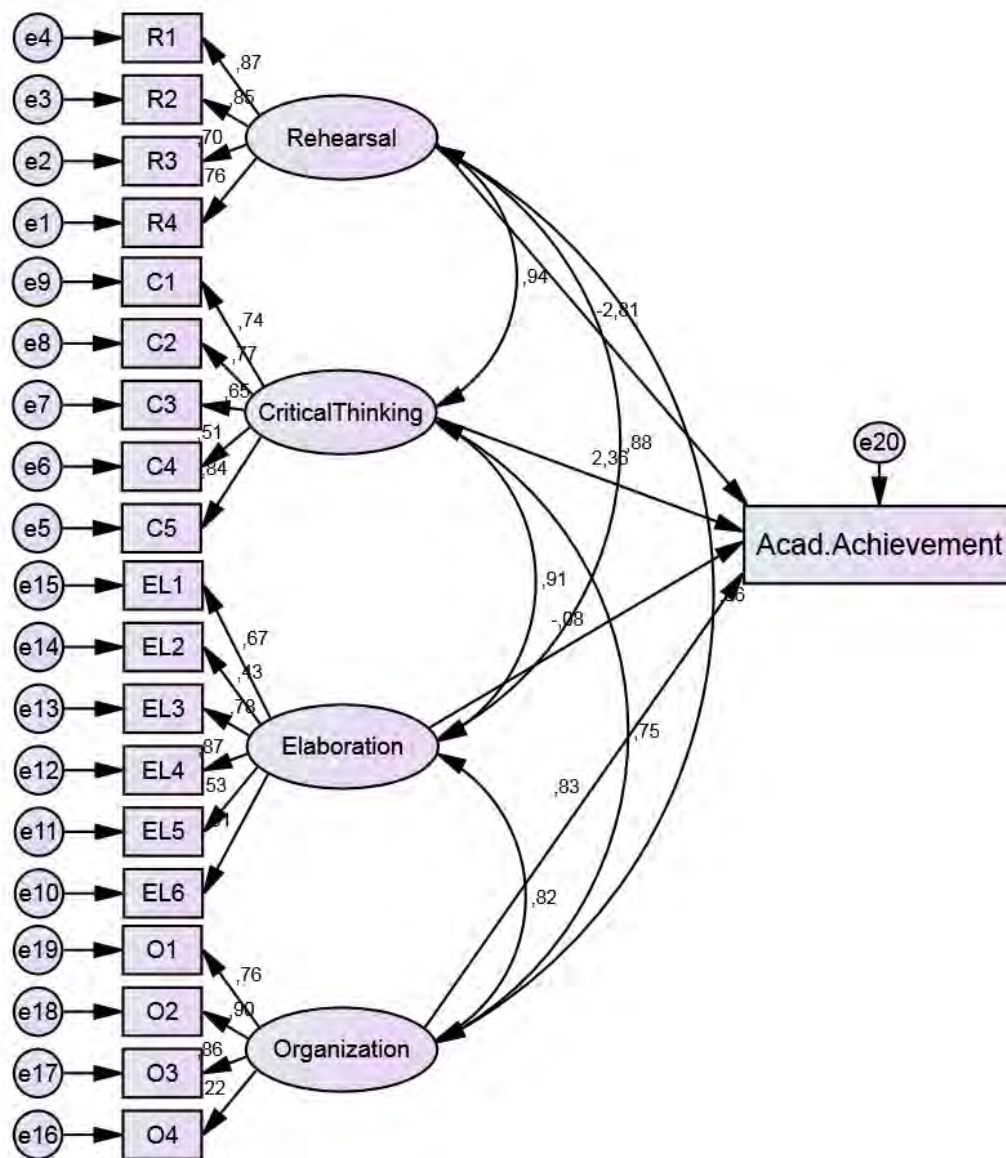 e4
R1
,87
e3
R2
,85
Rehearsal
e2
R3
,70
,76
e1
R4
e9
C1
,94
-2,81
,74
e8
C2
,77
e7
C3
,65
CriticalThinking
,51
e6
C4
,84
2,36
,88
e20
e5
C5
Acad.Achievement
e15
EL1
,91
-,08
e14
EL2
,67
,43
e13
EL3
,78
,87
Elaboration
,75
e12
EL4
,53
,83
e11
EL5
e10
EL6
,82
e19
O1
,76
e18
O2
,90
e17
O3
,86
Organization
,22
e16
O4